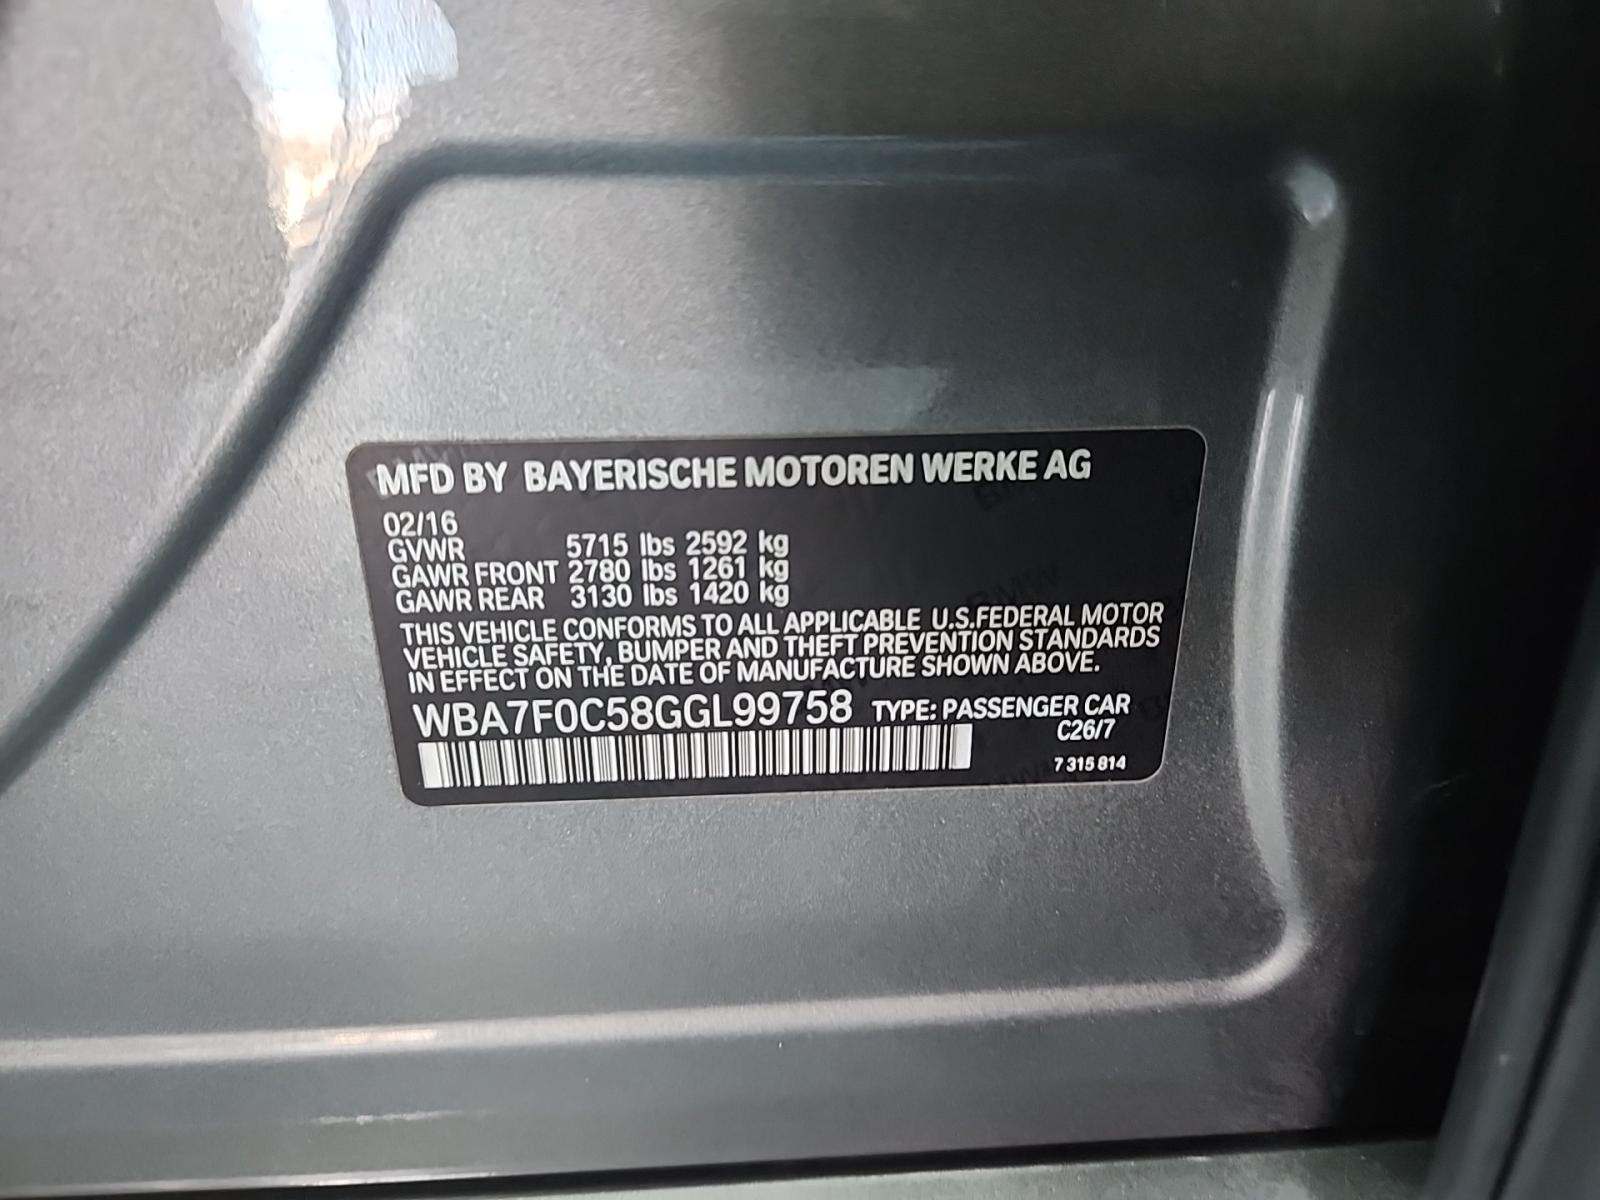 MFD BY BAYERISCHE MOTOREN WERKE AG
02/16
GVWR 5715 lbs 2592 kg
GAWR FRONT 2780 lbs 1261 kg
GAWR REAR 3130 lbs 1420 kg
THIS VEHICLE CONFORMS TO ALL APPLICABLE U.S.FEDERAL MOTOR
VEHICLE SAFETY, BUMPER AND THEFT PREVENTION STANDARDS
IN EFFECT ON THE DATE OF MANUFACTURE SHOWN ABOVE.
WBA7F0C58GGL99758 TYPE: PASSENGER CAR
C26/7
7 315 814